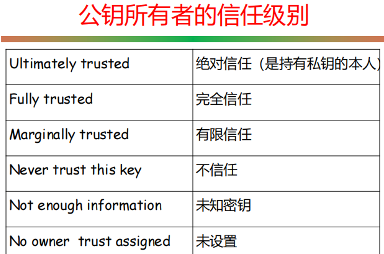 公钥所有者的信任级别
Ultimately trusted 绝对信任（是持有私钥的本人）
Fully trusted 完全信任
Marginally trusted 有限信任
Never trust this key 不信任
Not enough information 未知密钥
No owner trust assigned 未设置